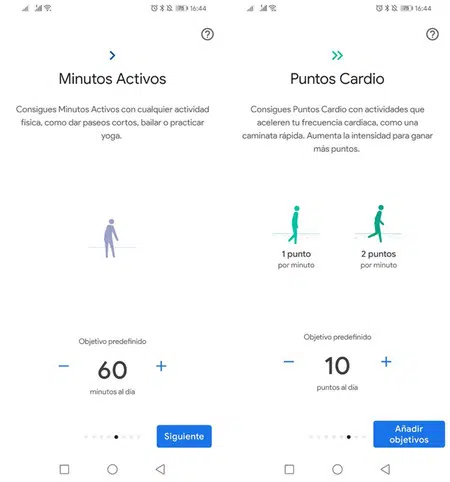 16:44
Minutos Activos
Consigues Minutos Activos con cualquier actividad
física, como dar paseos cortos, bailar o practicar
yoga.
Objetivo predefinido
− 60 +
minutos al día
Siguiente
16:44
Puntos Cardio
Consigues Puntos Cardio con actividades que
aceleren tu frecuencia cardiaca, como una
caminata rápida. Aumenta la intensidad para ganar
más puntos.
1 punto
por minuto
2 puntos
por minuto
Objetivo predefinido
− 10 +
puntos al día
Añadir
objetivos